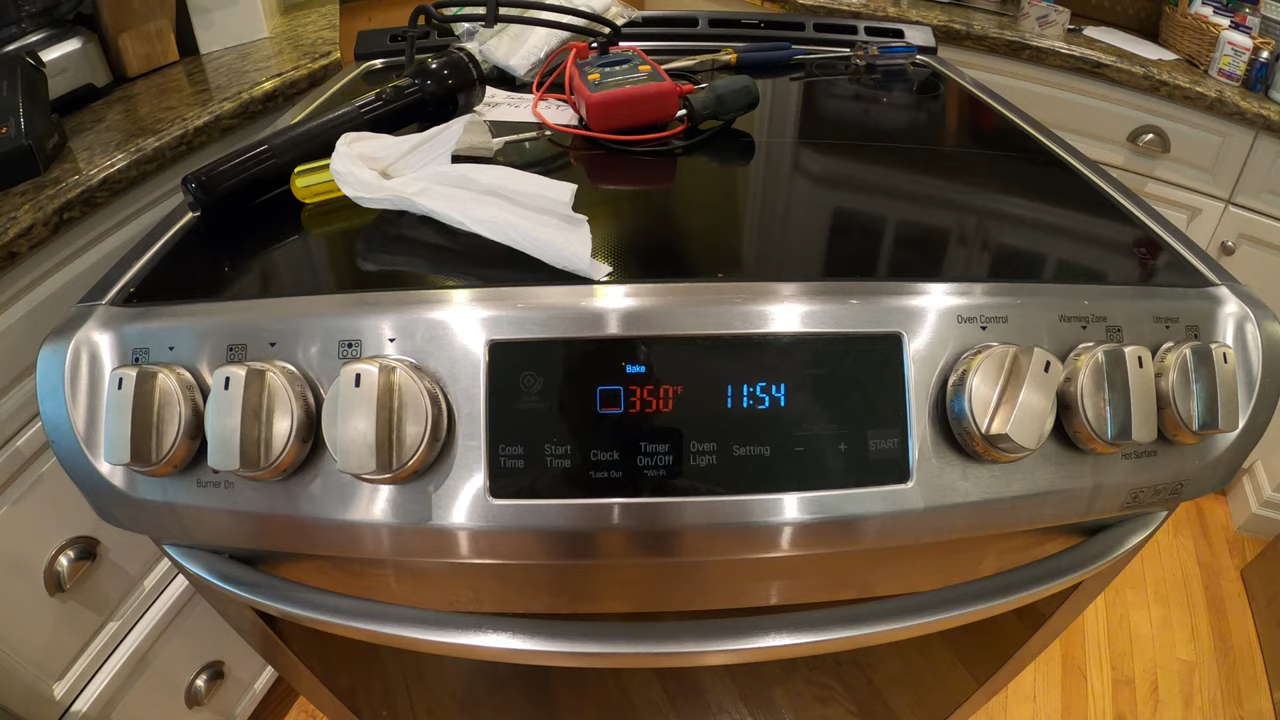 Oven Control
Warming Zone
UltraHeat
Bake
350°F
11:54
Cook
Time
Start
Time
Clock
*Lock Out
Timer
On/Off
*Wi-Fi
Oven
Light
Setting
−
+
START
Burner On
Hot Surface